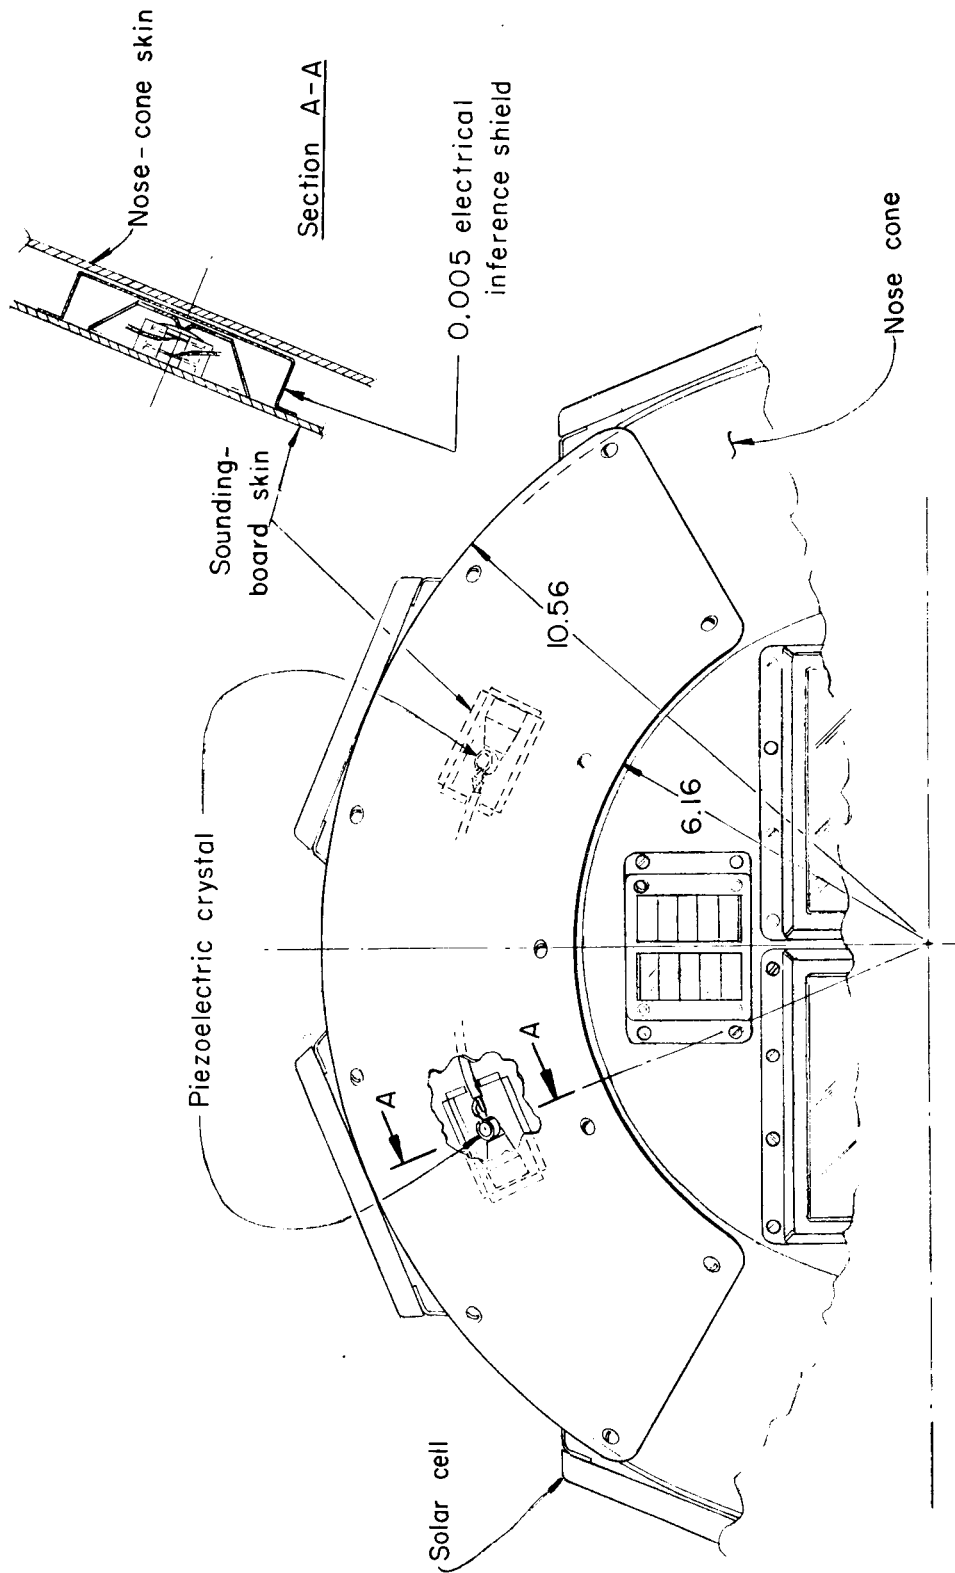 Piezoelectric crystal
Sounding-
board skin
Nose-cone skin
Section A-A
0.005 electrical
inference shield
A
A
10.56
6.16
Solar cell
Nose cone